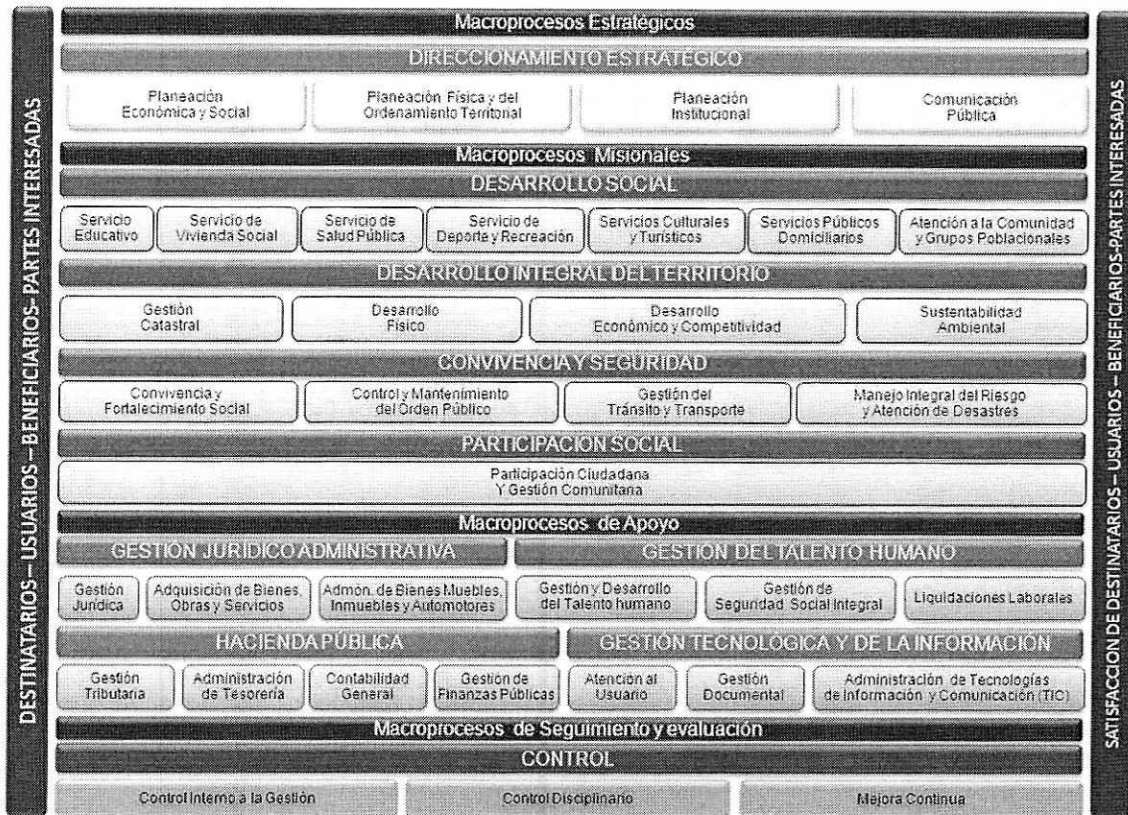 DESTINATARIOS – USUARIOS – BENEFICIARIOS – PARTES INTERESADAS
Macroprocesos Estratégicos
DIRECCIONAMIENTO ESTRATEGICO
Planeación
Económica y Social
Planeación Física y del
Ordenamiento Territorial
Planeación
Institucional
Comunicación
Pública
Macroprocesos Misionales
DESARROLLO SOCIAL
Servicio
Educativo
Servicio de
Vivienda Social
Servicio de
Salud Pública
Servicio de
Deporte y Recreación
Servicios Culturales
y Turísticos
Servicios Públicos
Domiciliarios
Atención a la Comunidad
y Grupos Poblacionales
DESARROLLO INTEGRAL DEL TERRITORIO
Gestión
Catastral
Desarrollo
Físico
Desarrollo
Económico y Competitividad
Sustentabilidad
Ambiental
CONVIVENCIA Y SEGURIDAD
Convivencia y
Fortalecimiento Social
Control y Mantenimiento
del Orden Público
Gestión del
Tránsito y Transporte
Manejo Integral del Riesgo
y Atención de Desastres
PARTICIPACION SOCIAL
Participación Ciudadana
Y Gestión Comunitaria
Macroprocesos de Apoyo
GESTIÓN JURÍDICO ADMINISTRATIVA
GESTIÓN DEL TALENTO HUMANO
Gestión
Jurídica
Adquisición de Bienes,
Obras y Servicios
Admón. de Bienes Muebles,
Inmuebles y Automotores
Gestión y Desarrollo
del Talento humano
Gestión de
Seguridad Social Integral
Liquidaciones Laborales
HACIENDA PÚBLICA
GESTIÓN TECNOLÓGICA Y DE LA INFORMACIÓN
Gestión
Tributaria
Administración
de Tesorería
Contabilidad
General
Gestión de
Finanzas Públicas
Atención al
Usuario
Gestión
Documental
Administración de Tecnologías
de Información y Comunicación (TIC)
Macroprocesos de Seguimiento y evaluación
CONTROL
Control Interno a la Gestión
Control Disciplinario
Mejora Continua
SATISFACCION DE DESTINATARIOS – USUARIOS – BENEFICIARIOS-PARTES INTERESADAS